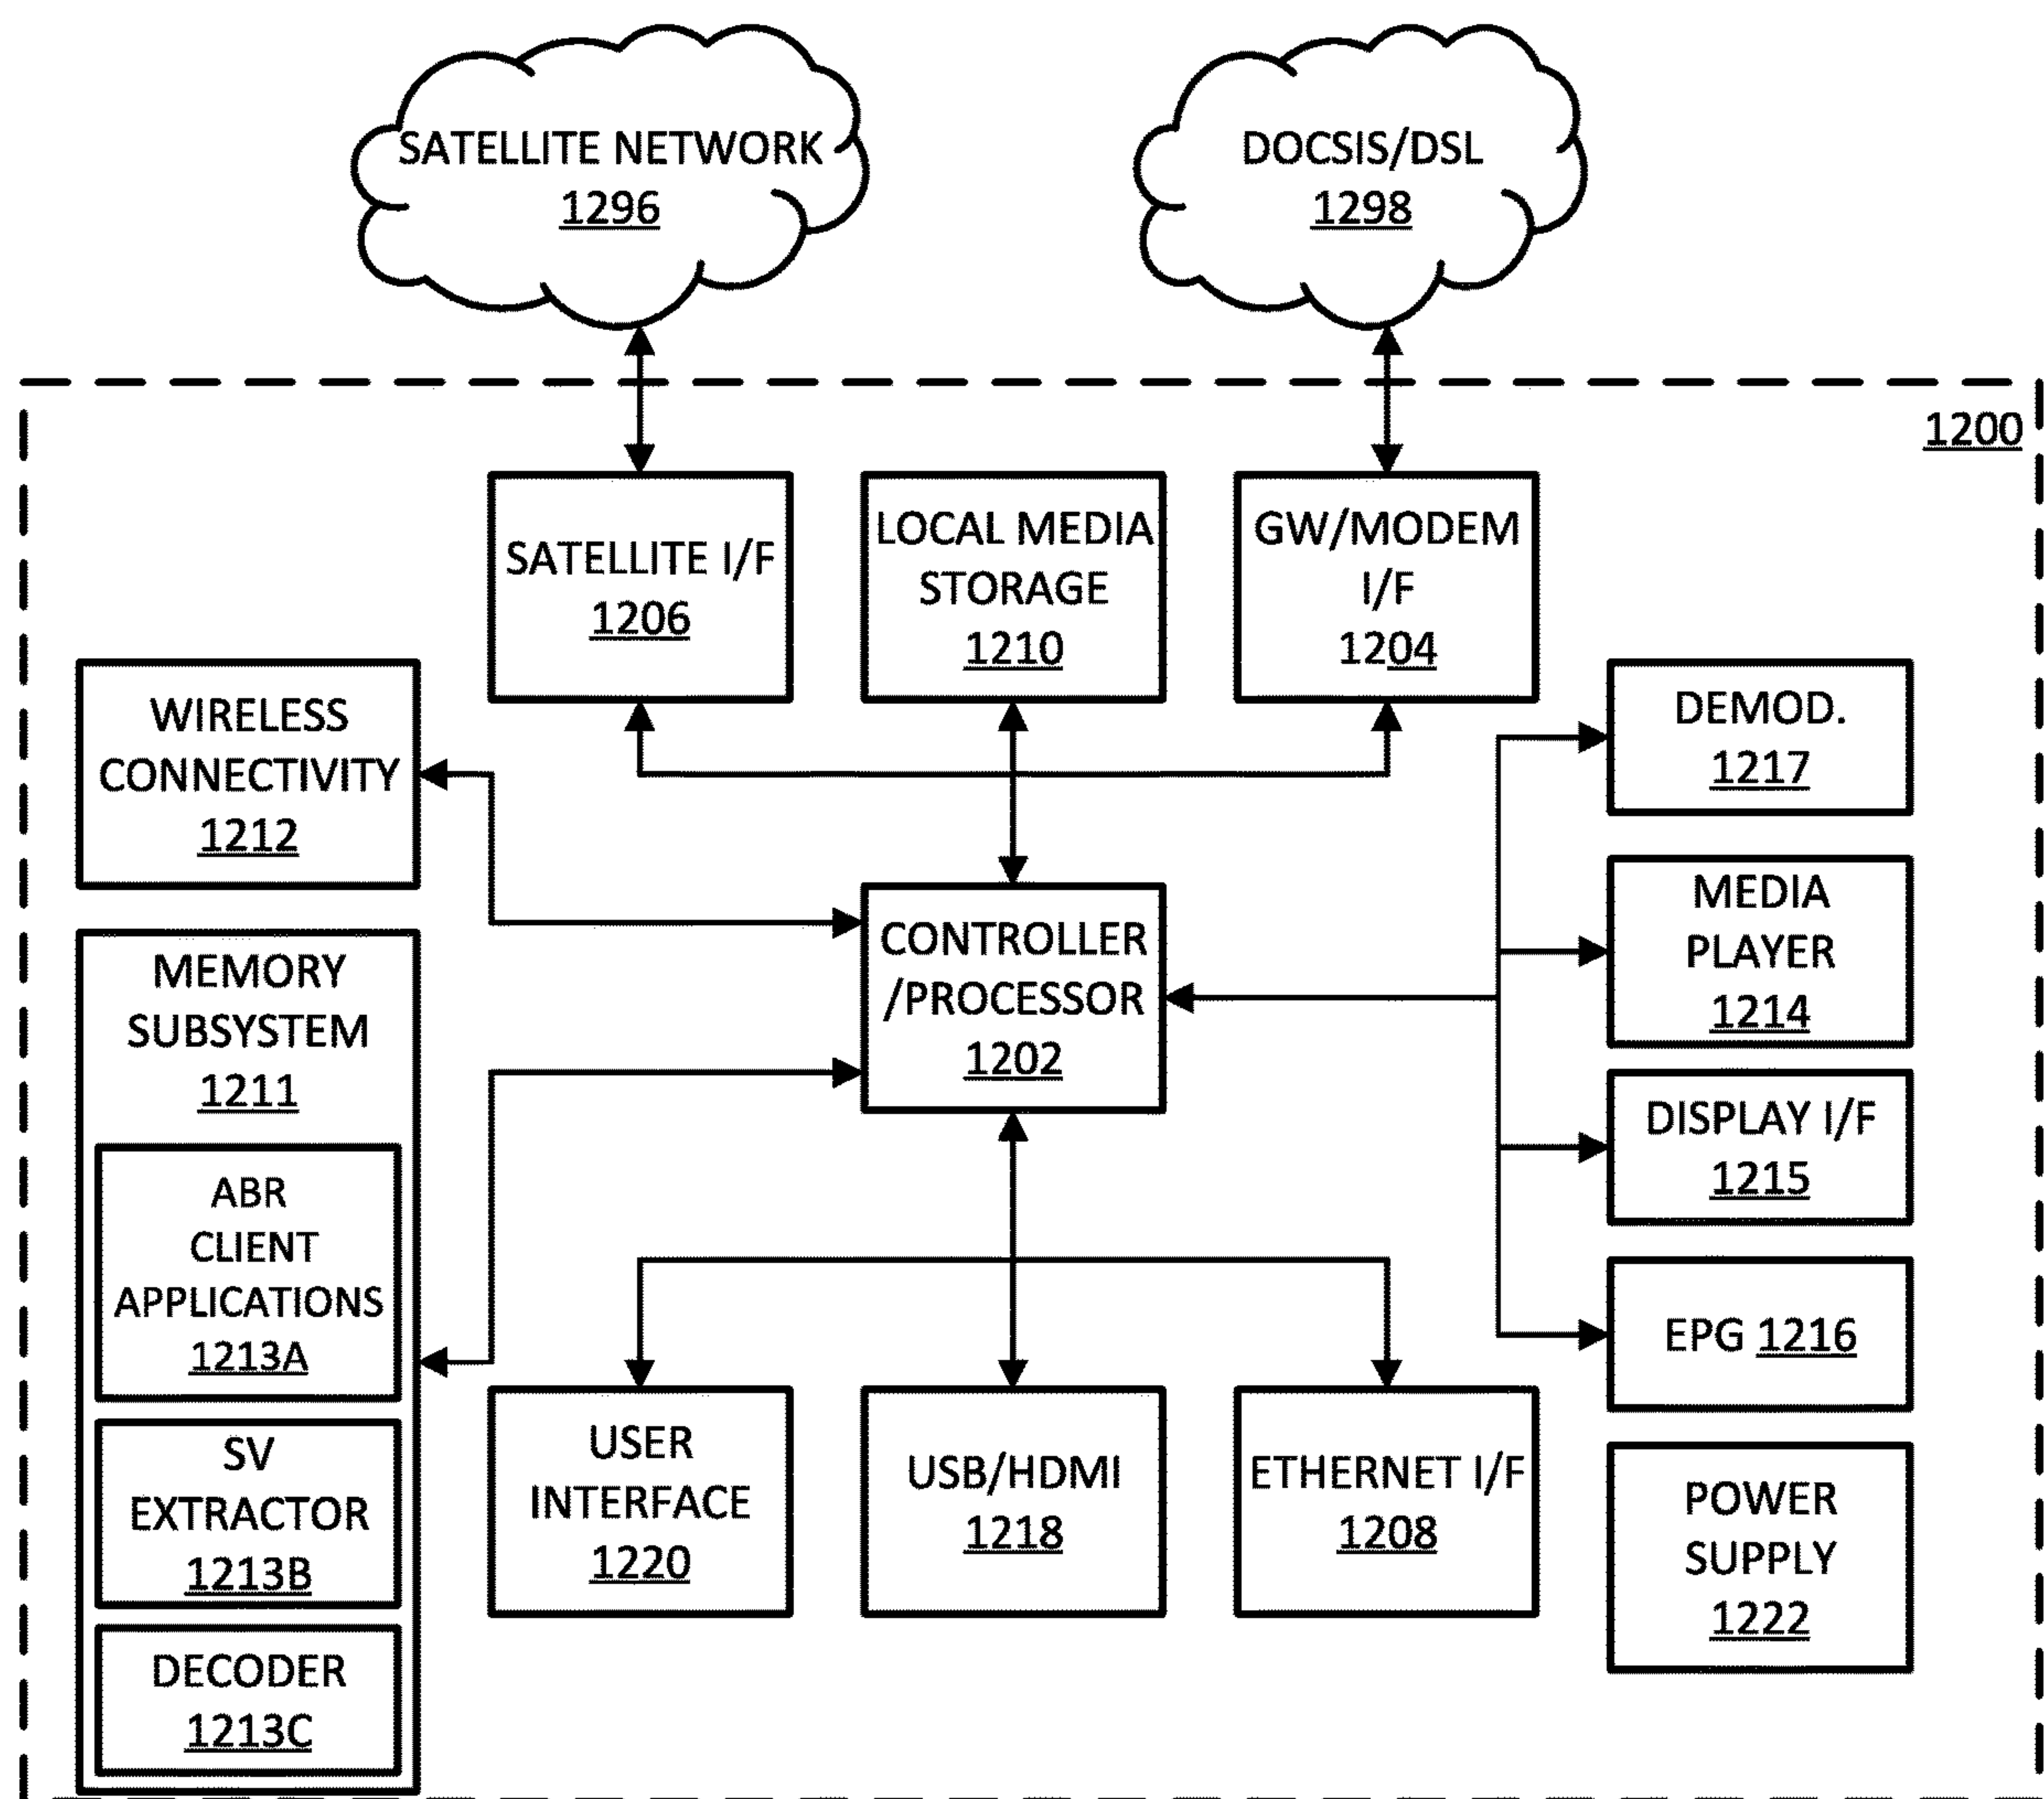 SATELLITE NETWORK
1296
DOCSIS/DSL
1298
1200
SATELLITE I/F
1206
LOCAL MEDIA
STORAGE
1210
GW/MODEM
I/F
1204
WIRELESS
CONNECTIVITY
1212
DEMOD.
1217
MEMORY
SUBSYSTEM
1211
ABR
CLIENT
APPLICATIONS
1213A
SV
EXTRACTOR
1213B
DECODER
1213C
CONTROLLER
/PROCESSOR
1202
MEDIA
PLAYER
1214
DISPLAY I/F
1215
EPG 1216
USER
INTERFACE
1220
USB/HDMI
1218
ETHERNET I/F
1208
POWER
SUPPLY
1222